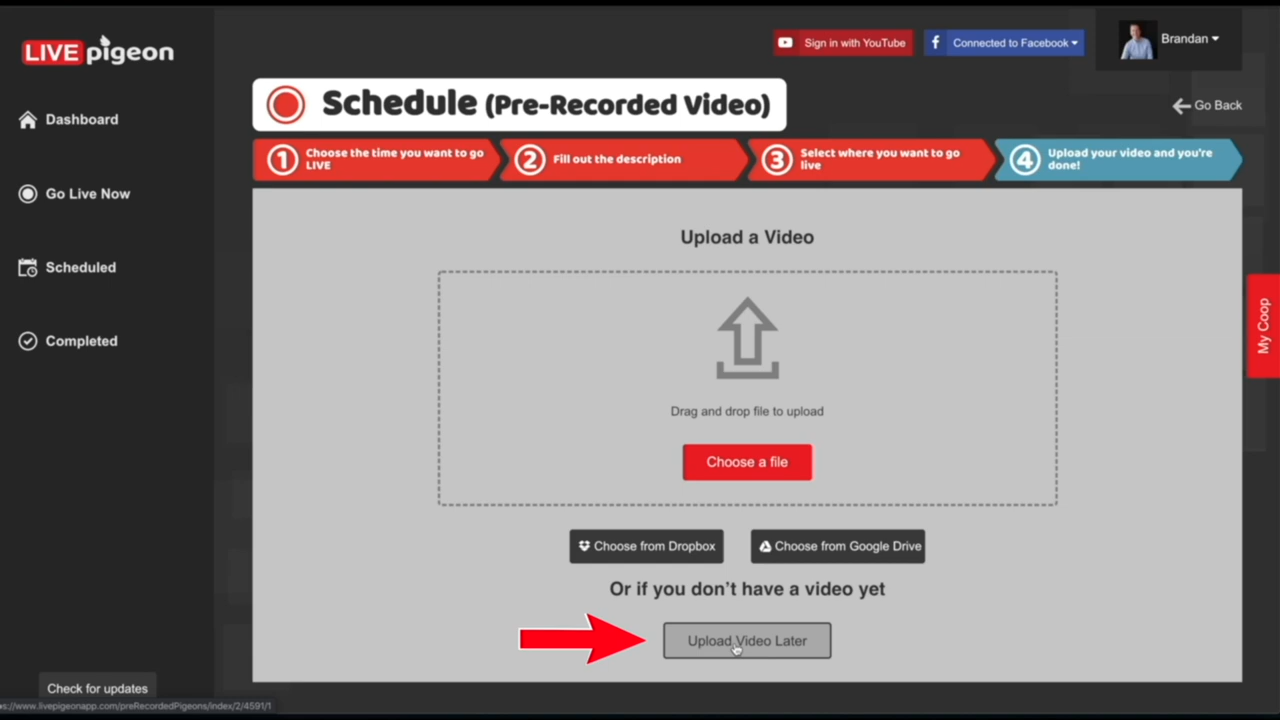 LIVE pigeon
Sign in with YouTube
Connected to Facebook
Brandan
Dashboard
Go Live Now
Scheduled
Completed
Check for updates
Schedule (Pre-Recorded Video)
Go Back
1 Choose the time you want to go
LIVE
2 Fill out the description
3 Select where you want to go
live
4 Upload your video and you're
done!
Upload a Video
Drag and drop file to upload
Choose a file
Choose from Dropbox
Choose from Google Drive
Or if you don't have a video yet
Upload Video Later
My Coop
s://www.livepigeonapp.com/preRecordedPigeons/index/2/4591/1